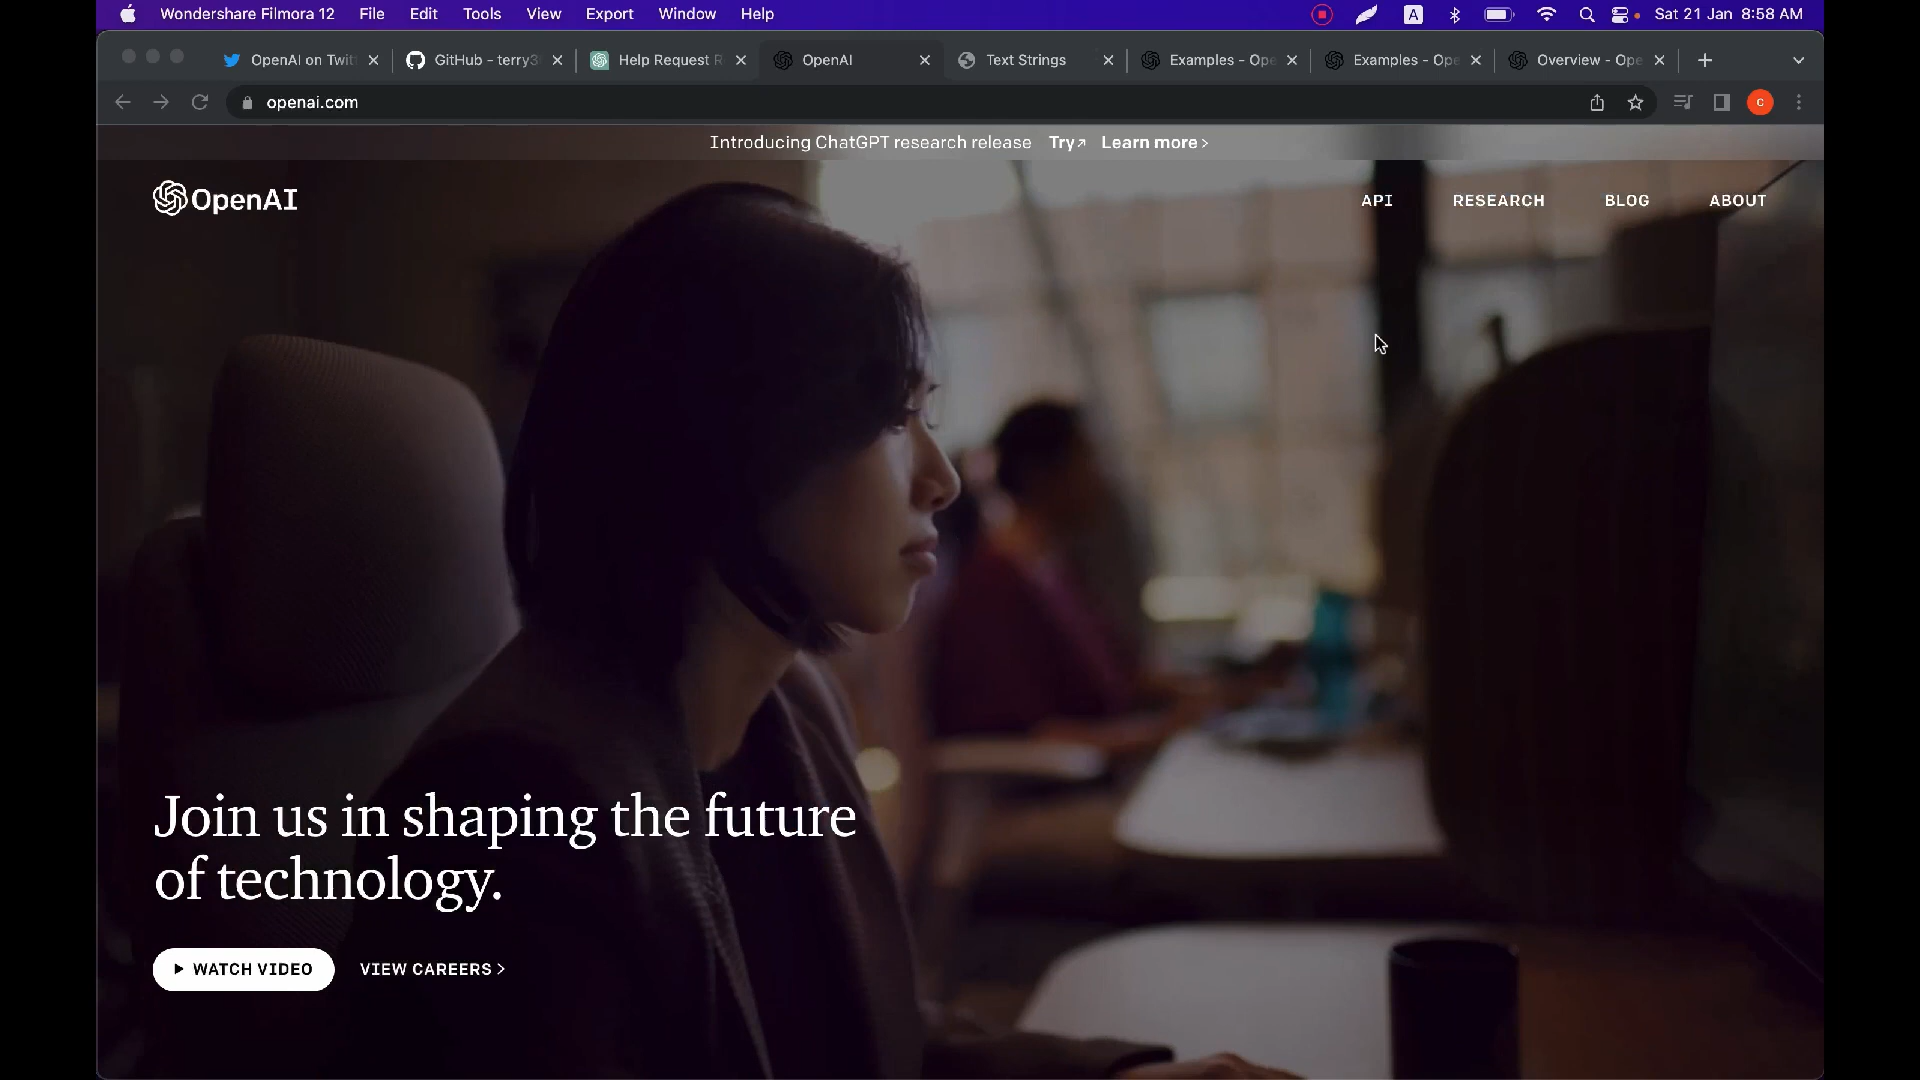 Wondershare Filmora 12 File Edit Tools View Export Window Help A Sat 21 Jan 8:58 AM
OpenAI on Twit GitHub - terry3 Help Request R OpenAI Text Strings Examples - Ope Examples - Ope Overview - Ope
openai.com C
Introducing ChatGPT research release Try↗ Learn more >
OpenAI API RESEARCH BLOG ABOUT
Join us in shaping the future
of technology.
WATCH VIDEO VIEW CAREERS >